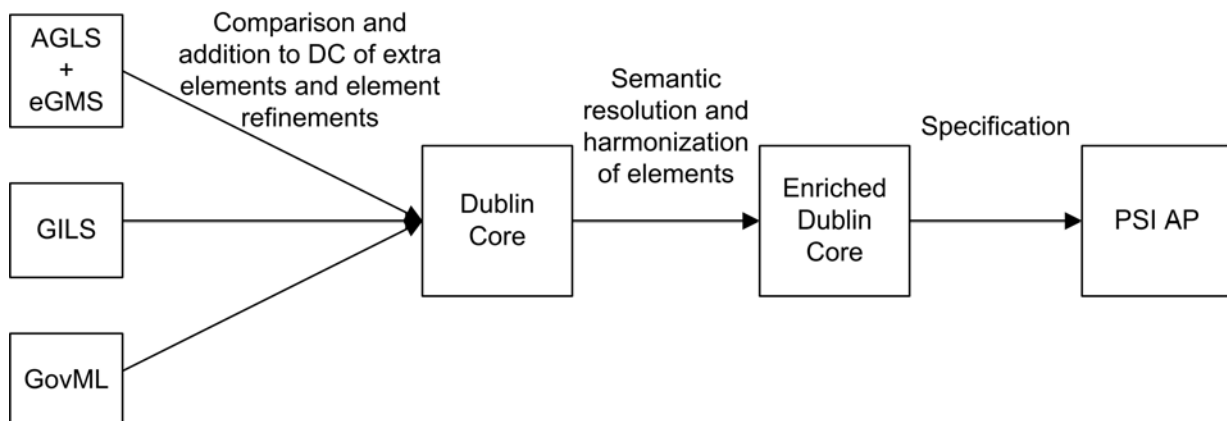 AGLS
+
eGMS
Comparison and
addition to DC of extra
elements and element
refinements
GILS
GovML
Dublin
Core
Semantic
resolution and
harmonization
of elements
Enriched
Dublin
Core
Specification
PSI AP